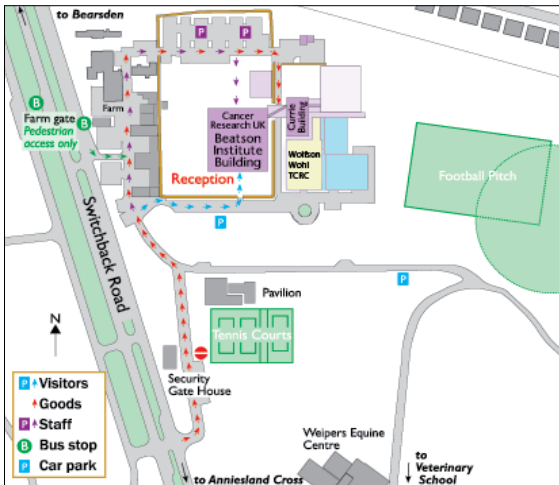 to Bearsden
P
P
B
Farm gate
B
Pedestrian
access only
Farm
Cancer
Research UK
Beatson
Institute
Building
Currie
Building
Wolfson
Wohl
TCRC
Reception
Football Pitch
P
Switchback Road
P
Pavilion
N
Tennis Courts
Security
Gate House
P Visitors
Goods
P Staff
B Bus stop
P Car park
Weipers Equine
Centre
to
Veterinary
School
to Anniesland Cross